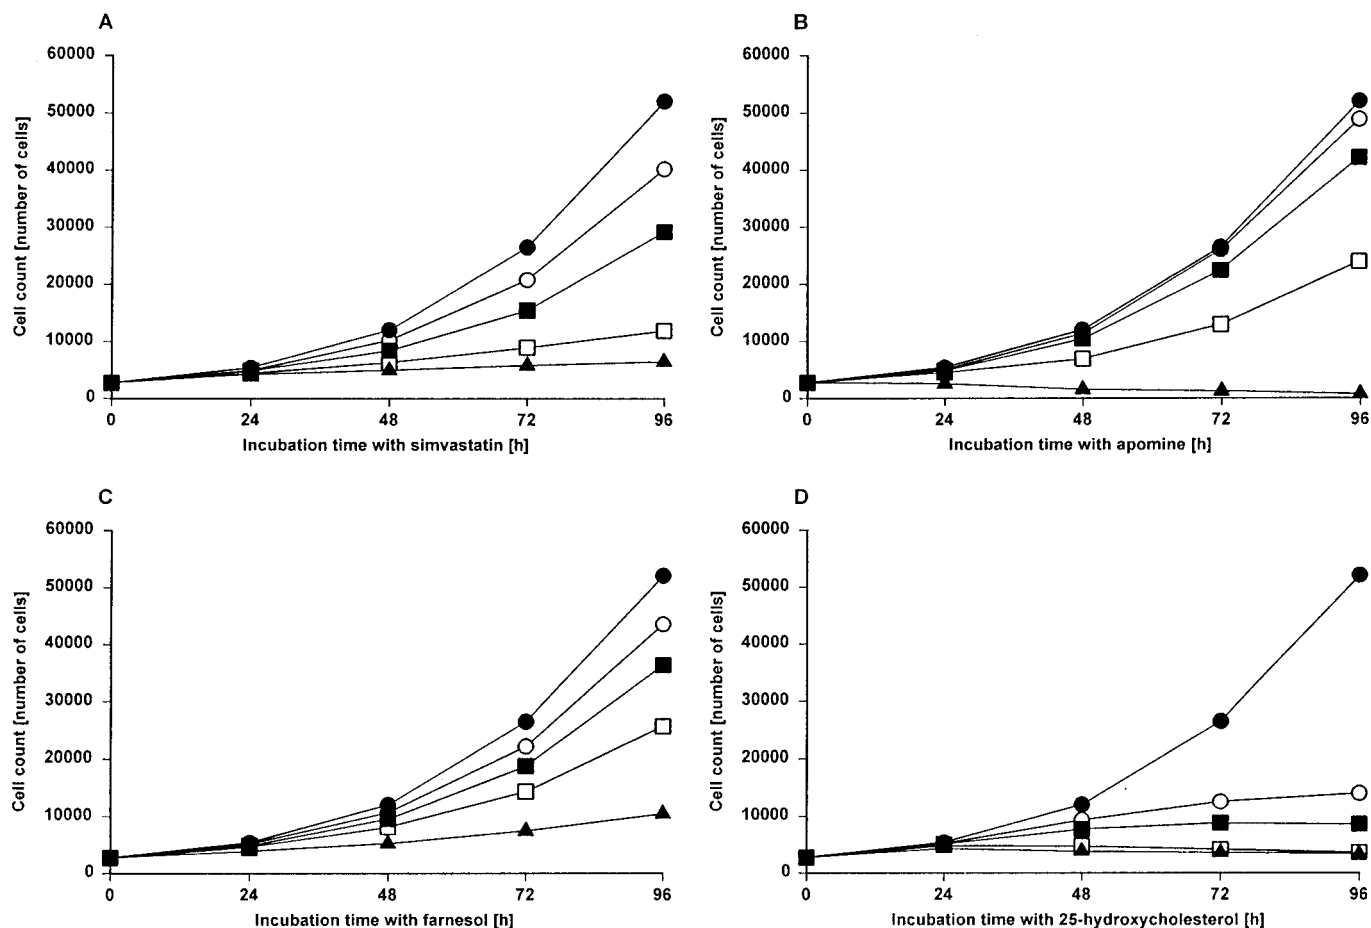 A
60000
50000
40000
30000
20000
10000
0
Cell count [number of cells]
0 24 48 72 96
Incubation time with simvastatin [h]
B
60000
50000
40000
30000
20000
10000
0
Cell count [number of cells]
0 24 48 72 96
Incubation time with apomine [h]
C
60000
50000
40000
30000
20000
10000
0
Cell count [number of cells]
0 24 48 72 96
Incubation time with farnesol [h]
D
60000
50000
40000
30000
20000
10000
0
Cell count [number of cells]
0 24 48 72 96
Incubation time with 25-hydroxycholesterol [h]